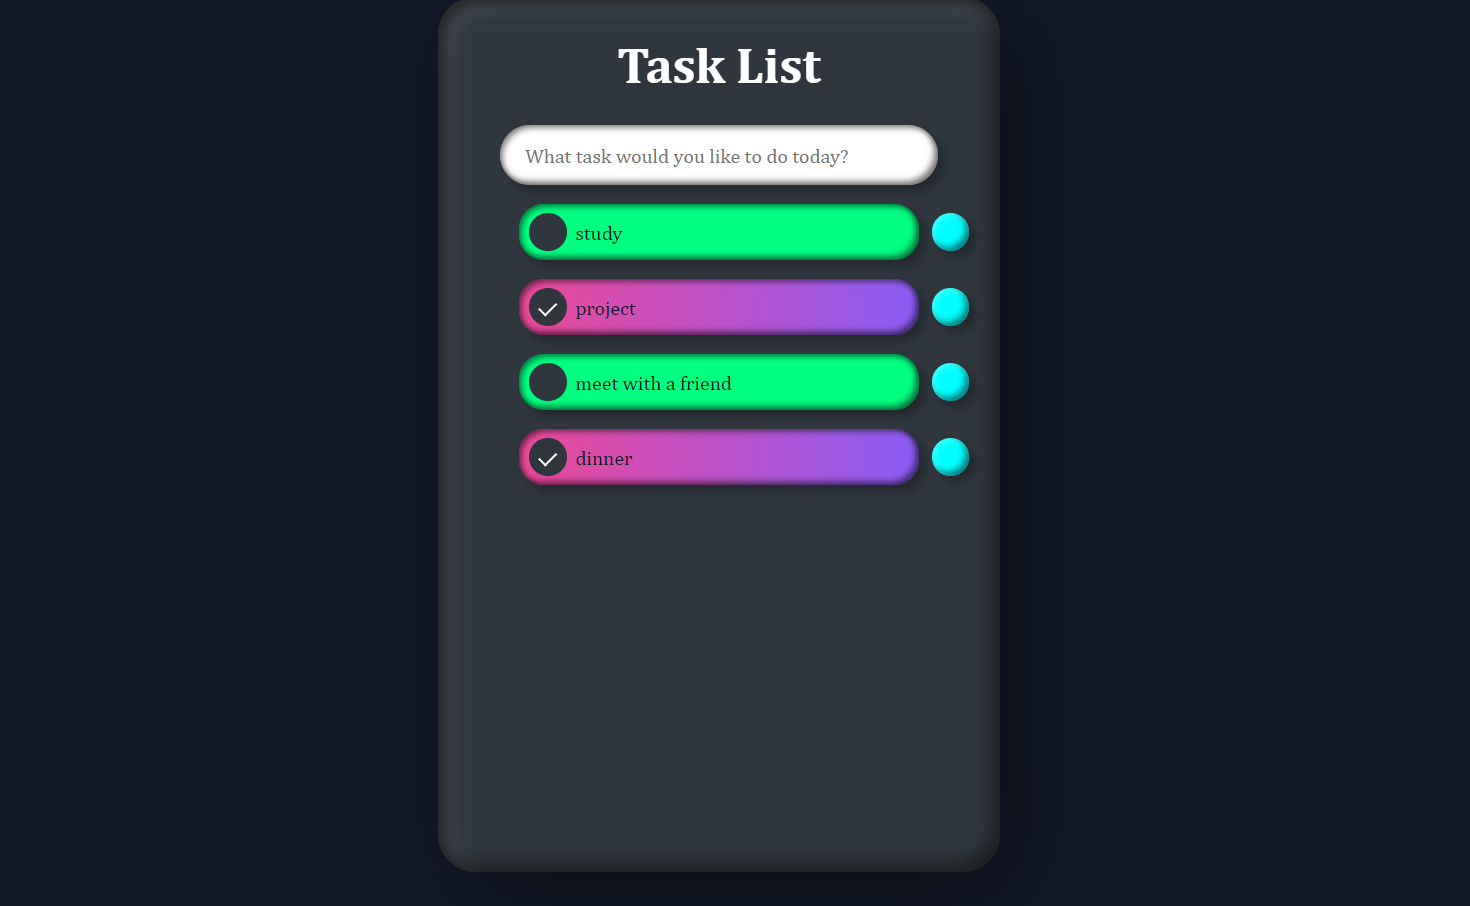 Task List
What task would you like to do today?
study
project
meet with a friend
dinner